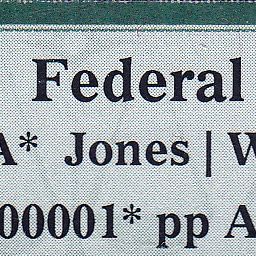 Federal
A* Jones | W
00001* pp A